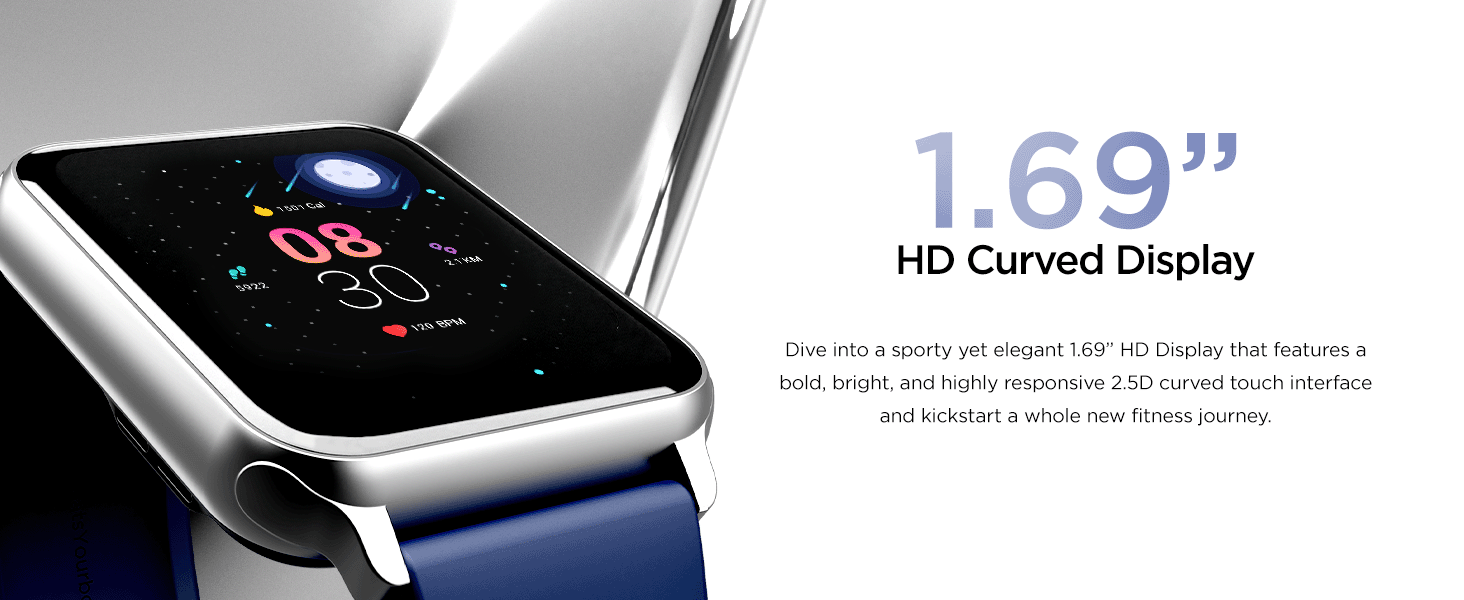 1501 Cal
08
2.1 KM
5922
30
120 BPM
1.69”
HD Curved Display
Dive into a sporty yet elegant 1.69” HD Display that features a
bold, bright, and highly responsive 2.5D curved touch interface
and kickstart a whole new fitness journey.